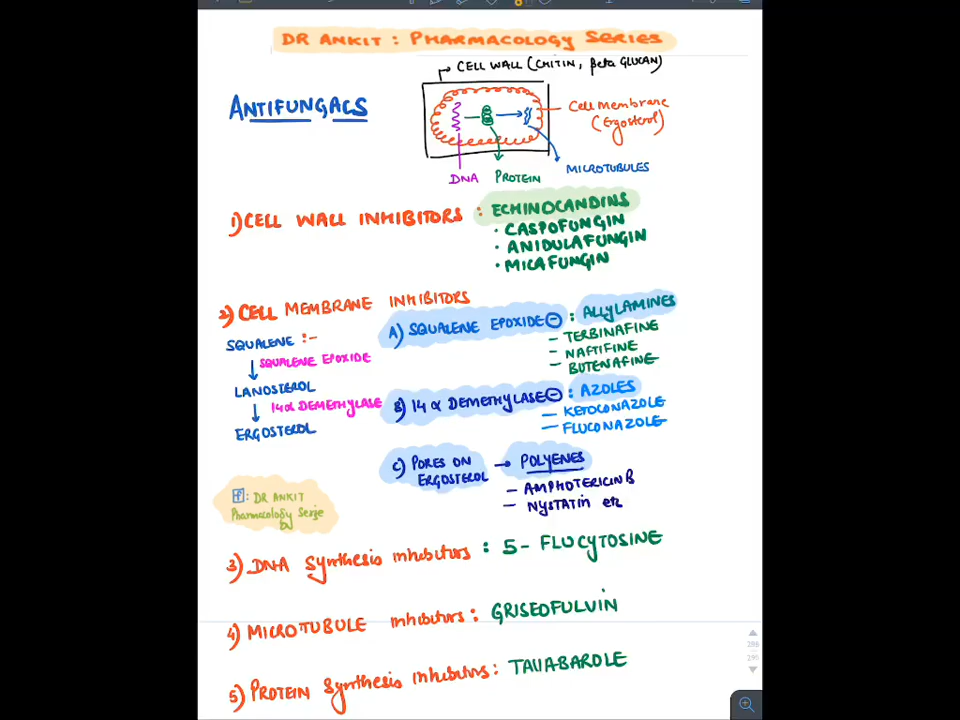 DR ANKIT : PHARMACOLOGY SERIES
CELL WALL (CHITIN, Beta GLUCAN)
ANTIFUNGALS
Cell Membrane
(Ergosterol)
MICROTUBULES
DNA PROTEIN
1) CELL WALL INHIBITORS : ECHINOCANDINS
• CASPOFUNGIN
• ANIDULAFUNGIN
• MICAFUNGIN
2) CELL MEMBRANE INHIBITORS
SQUALENE :-
SQUALENE EPOXIDE
LANOSTEROL
14α DEMETHYLASE
ERGOSTEROL
A) SQUALENE EPOXIDE ⊖ : ALLYLAMINES
- TERBINAFINE
- NAFTIFINE
- BUTENAFINE
B) 14 α DEMETHYLASE ⊖ : AZOLES
- KETOCONAZOLE
- FLUCONAZOLE
C) PORES ON → POLYENES
ERGOSTEROL
- AMPHOTERICIN B
- NYSTATIN etc
f : DR ANKIT
Pharmacology Serie
3) DNA Synthesis inhibitors : 5 - FLUCYTOSINE
4) MICROTUBULE inhibitors : GRISEOFULVIN
5) PROTEIN Synthesis inhibitors : TAVABAROLE